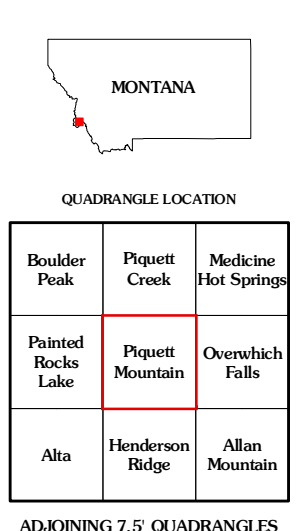 MONTANA
QUADRANGLE LOCATION
Boulder
Peak
Piquett
Creek
Medicine
Hot Springs
Painted
Rocks
Lake
Piquett
Mountain
Overwhich
Falls
Alta
Henderson
Ridge
Allan
Mountain
ADJOINING 7.5' QUADRANGLES